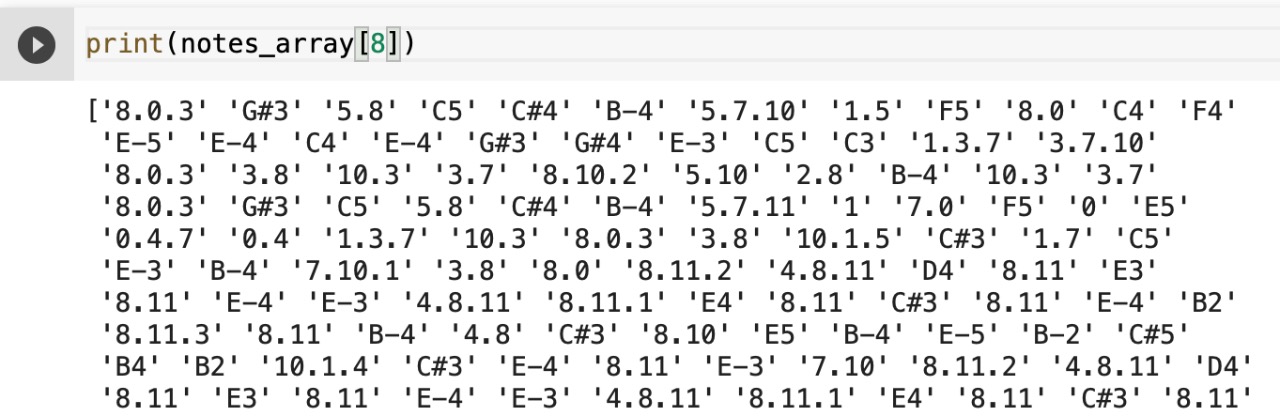 print(notes_array[8])
['8.0.3' 'G#3' '5.8' 'C5' 'C#4' 'B-4' '5.7.10' '1.5' 'F5' '8.0' 'C4' 'F4'
'E-5' 'E-4' 'C4' 'E-4' 'G#3' 'G#4' 'E-3' 'C5' 'C3' '1.3.7' '3.7.10'
'8.0.3' '3.8' '10.3' '3.7' '8.10.2' '5.10' '2.8' 'B-4' '10.3' '3.7'
'8.0.3' 'G#3' 'C5' '5.8' 'C#4' 'B-4' '5.7.11' '1' '7.0' 'F5' '0' 'E5'
'0.4.7' '0.4' '1.3.7' '10.3' '8.0.3' '3.8' '10.1.5' 'C#3' '1.7' 'C5'
'E-3' 'B-4' '7.10.1' '3.8' '8.0' '8.11.2' '4.8.11' 'D4' '8.11' 'E3'
'8.11' 'E-4' 'E-3' '4.8.11' '8.11.1' 'E4' '8.11' 'C#3' '8.11' 'E-4' 'B2'
'8.11.3' '8.11' 'B-4' '4.8' 'C#3' '8.10' 'E5' 'B-4' 'E-5' 'B-2' 'C#5'
'B4' 'B2' '10.1.4' 'C#3' 'E-4' '8.11' 'E-3' '7.10' '8.11.2' '4.8.11' 'D4'
'8.11' 'E3' '8.11' 'E-4' 'E-3' '4.8.11' '8.11.1' 'E4' '8.11' 'C#3' '8.11'